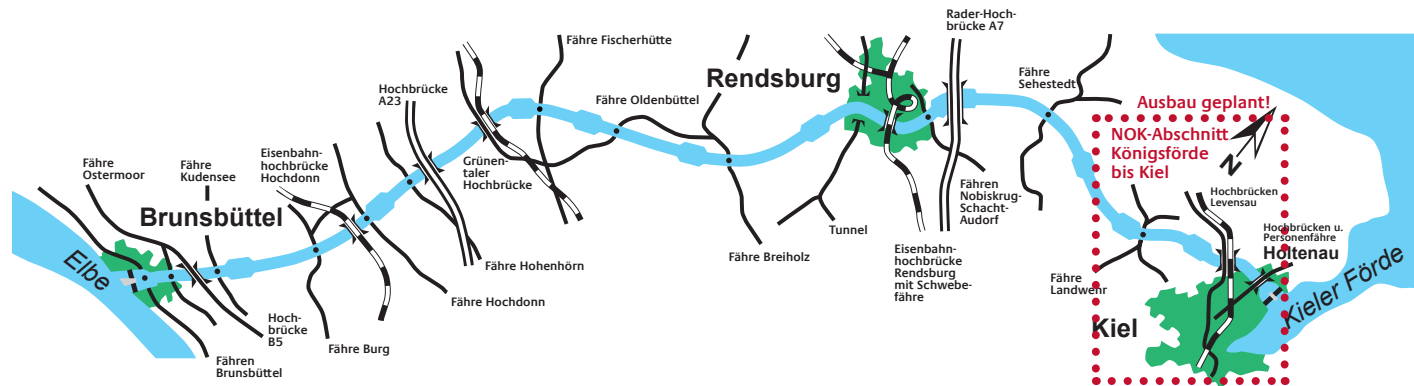 Fähre
Ostermoor
Fähre
Kudensee
Brunsbüttel
Elbe
Fähren
Brunsbüttel
Hoch-
brücke
B5
Eisenbahn-
hochbrücke
Hochdonn
Fähre Burg
Fähre Hochdonn
Fähre Hohenhörn
Hochbrücke
A23
Grünen-
taler
Hochbrücke
Fähre Fischerhütte
Fähre Oldenbüttel
Fähre Breiholz
Rendsburg
Tunnel
Eisenbahn-
hochbrücke
Rendsburg
mit Schwebe-
fähre
Rader-Hoch-
brücke A7
Fähren
Nobiskrug-
Schacht-
Audorf
Fähre
Sehestedt
Ausbau geplant!
NOK-Abschnitt
Königsförde
bis Kiel
N
Hochbrücken
Levensau
Hochbrücken u.
Personenfähre
Holtenau
Fähre
Landwehr
Kiel
Kieler Förde